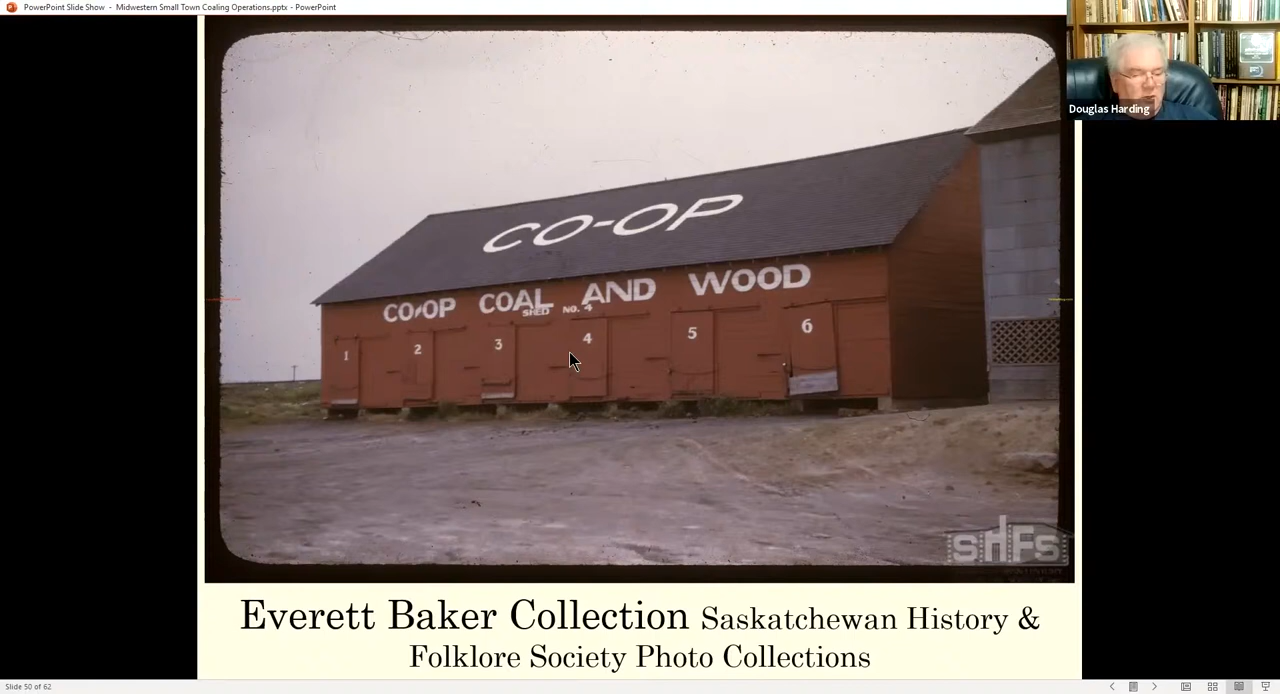 PowerPoint Slide Show - Midwestern Small Town Coaling Operations.pptx - PowerPoint
Douglas Harding
CO-OP
CO-OP COAL AND WOOD
SHED NO. 4
1 2 3 4 5 6
SHFS
Everett Baker Collection Saskatchewan History &
Folklore Society Photo Collections
Slide 50 of 62